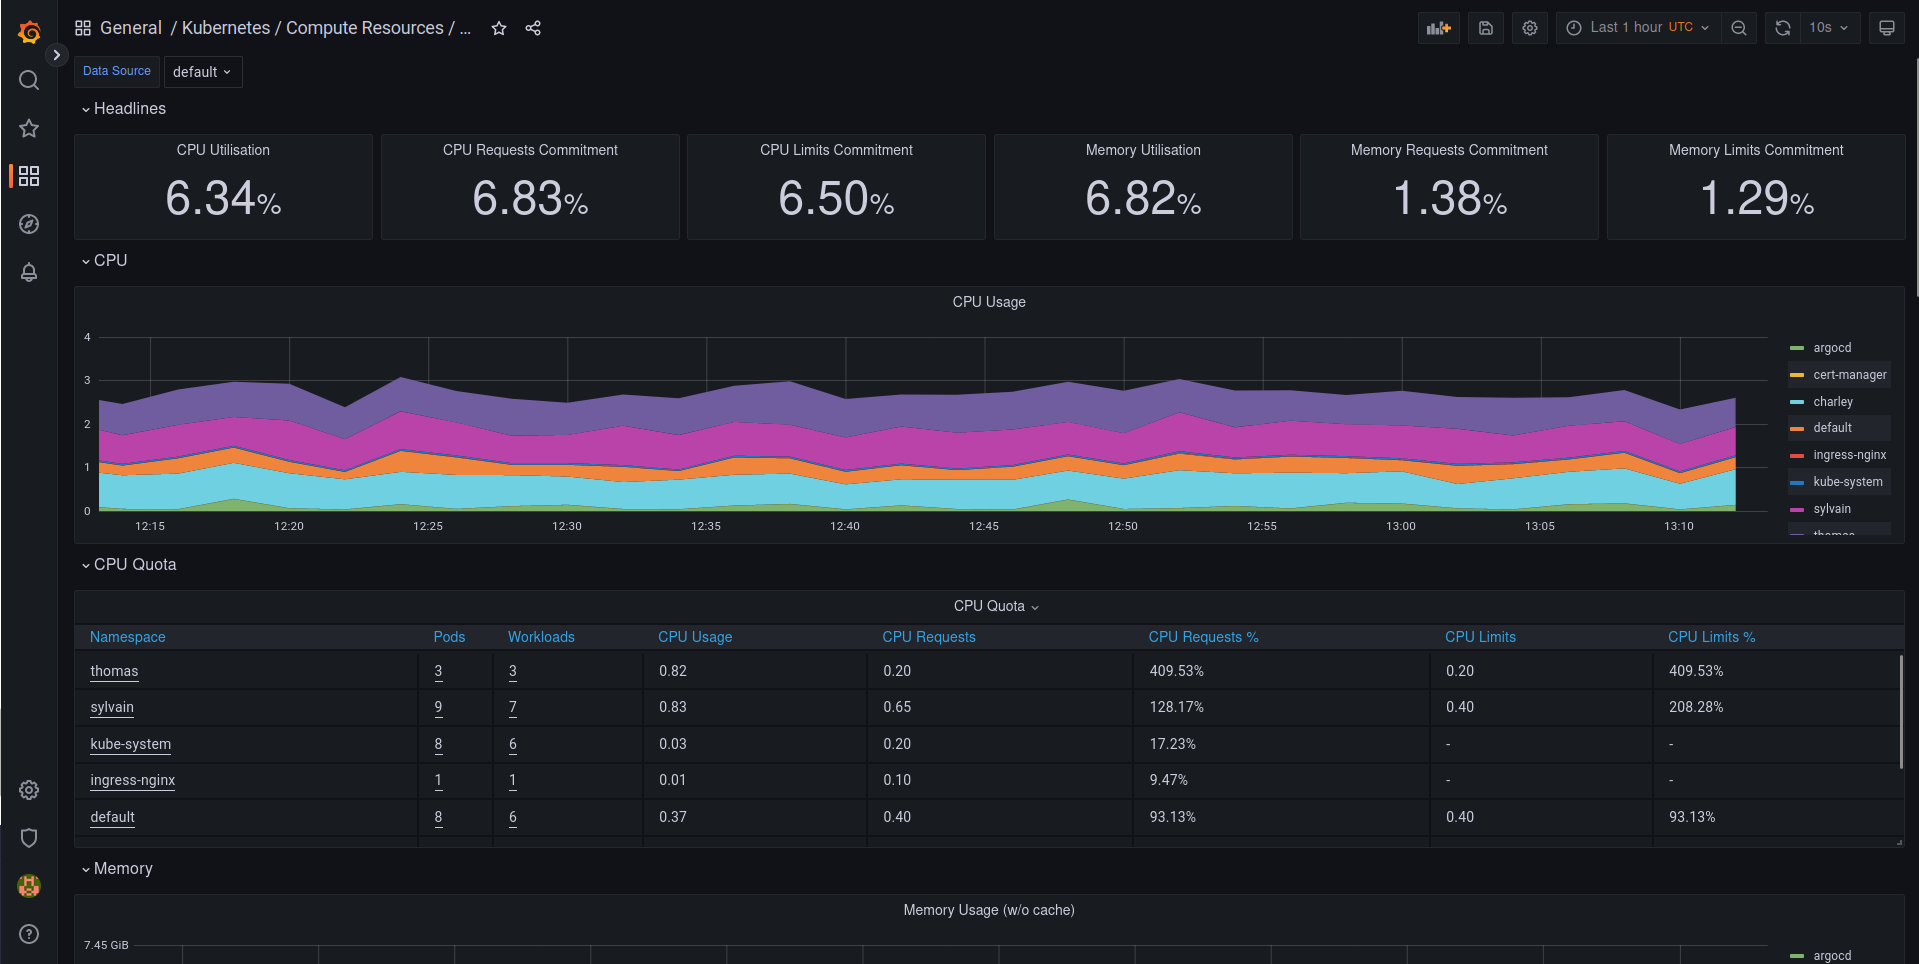 General / Kubernetes / Compute Resources / ...
Last 1 hour UTC
10s
Data Source
default
Headlines
CPU Utilisation
6.34%
CPU Requests Commitment
6.83%
CPU Limits Commitment
6.50%
Memory Utilisation
6.82%
Memory Requests Commitment
1.38%
Memory Limits Commitment
1.29%
CPU
CPU Usage
4
3
2
1
0
12:15 12:20 12:25 12:30 12:35 12:40 12:45 12:50 12:55 13:00 13:05 13:10
argocd
cert-manager
charley
default
ingress-nginx
kube-system
sylvain
thomas
CPU Quota
CPU Quota
Namespace Pods Workloads CPU Usage CPU Requests CPU Requests % CPU Limits CPU Limits %
thomas 3 3 0.82 0.20 409.53% 0.20 409.53%
sylvain 9 7 0.83 0.65 128.17% 0.40 208.28%
kube-system 8 6 0.03 0.20 17.23% - -
ingress-nginx 1 1 0.01 0.10 9.47% - -
default 8 6 0.37 0.40 93.13% 0.40 93.13%
Memory
Memory Usage (w/o cache)
7.45 GiB
argocd